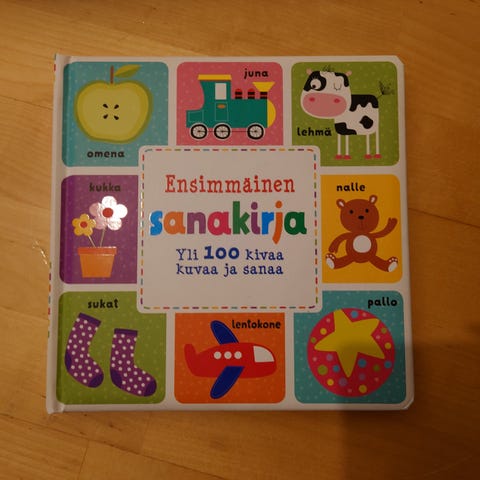 juna
lehmä
omena
kukka
Ensimmäinen
sanakirja
Yli 100 kivaa
kuvaa ja sanaa
nalle
sukat
lentokone
pallo